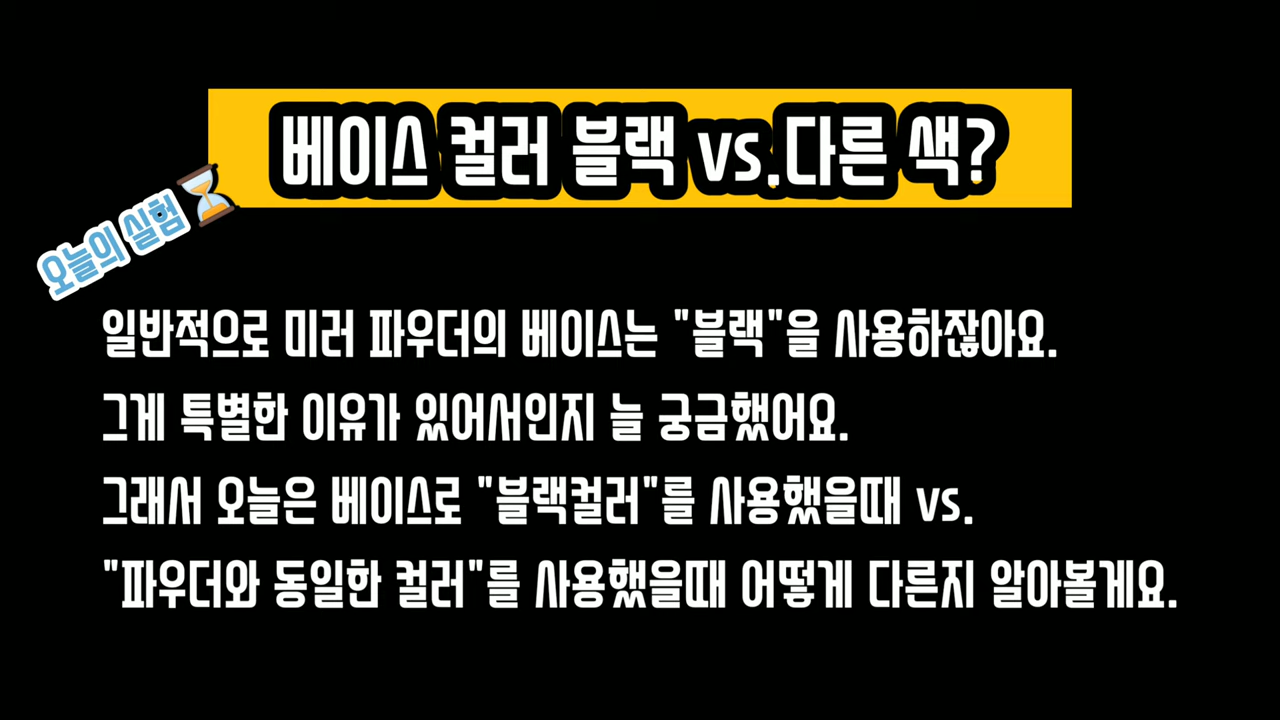 베이스 컬러 블랙 vs.다른 색?
오늘의 실험
일반적으로 미러 파우더의 베이스는 "블랙"을 사용하잖아요.
그게 특별한 이유가 있어서인지 늘 궁금했어요.
그래서 오늘은 베이스로 "블랙컬러"를 사용했을때 vs.
"파우더와 동일한 컬러"를 사용했을때 어떻게 다른지 알아볼게요.